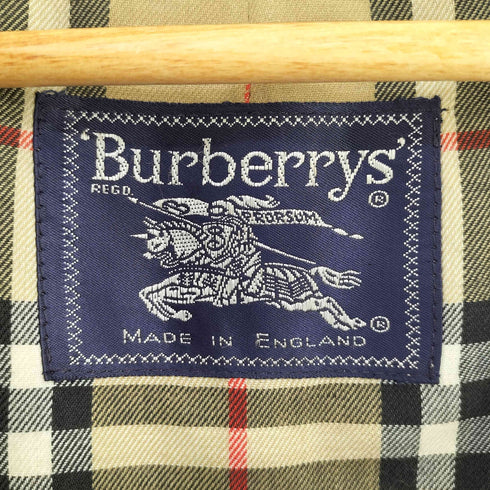 'Burberrys'
®
REGD.
PRORSUM
®
MADE IN ENGLAND